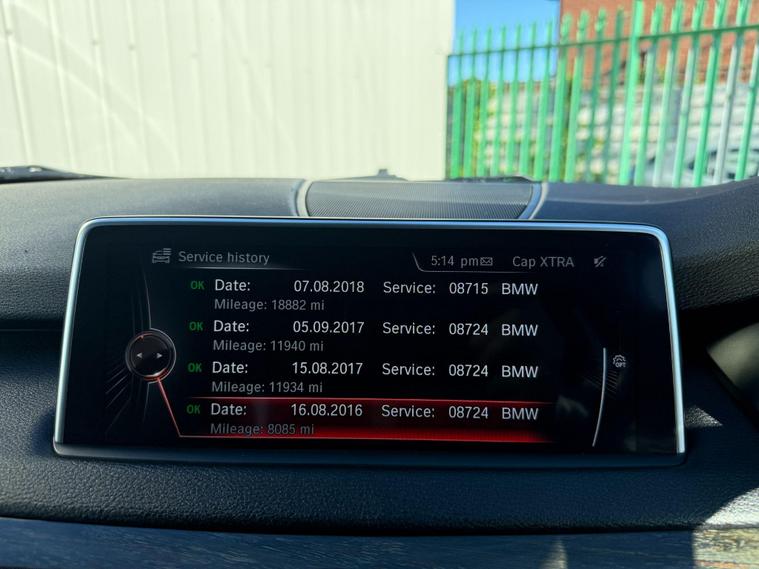 Service history 5:14 pm Cap XTRA
OK Date: 07.08.2018 Service: 08715 BMW
Mileage: 18882 mi
OK Date: 05.09.2017 Service: 08724 BMW
Mileage: 11940 mi
OK Date: 15.08.2017 Service: 08724 BMW
Mileage: 11934 mi
OPT
OK Date: 16.08.2016 Service: 08724 BMW
Mileage: 8085 mi